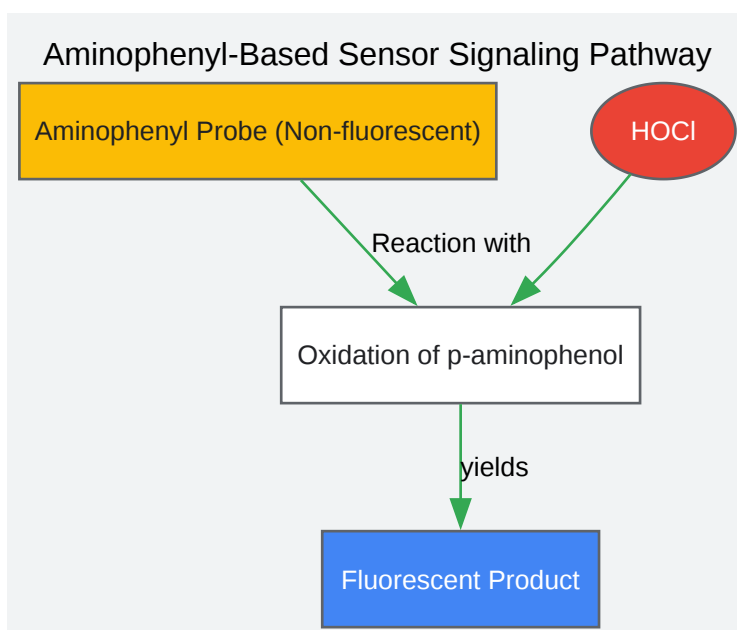 Aminophenyl-Based Sensor Signaling Pathway
Aminophenyl Probe (Non-fluorescent)
HOCl
Reaction with
Oxidation of p-aminophenol
yields
Fluorescent Product